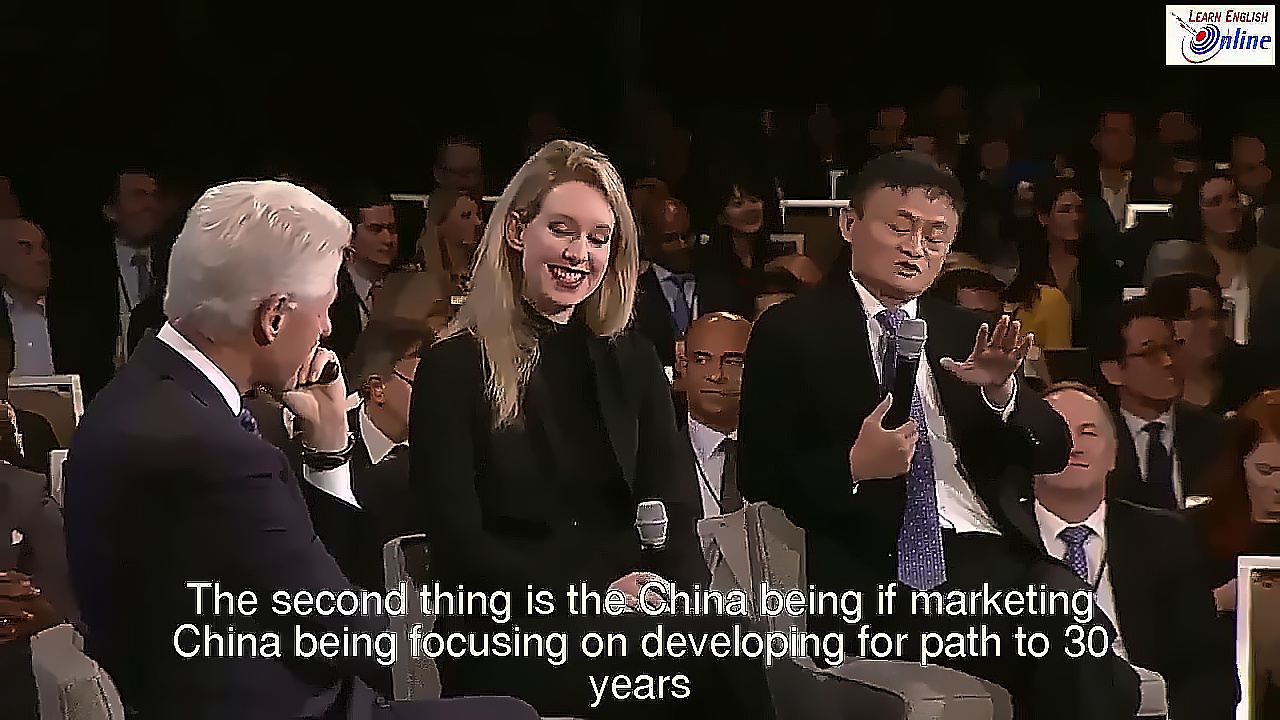 LEARN ENGLISH
Online
The second thing is the China being if marketing
China being focusing on developing for path to 30
years